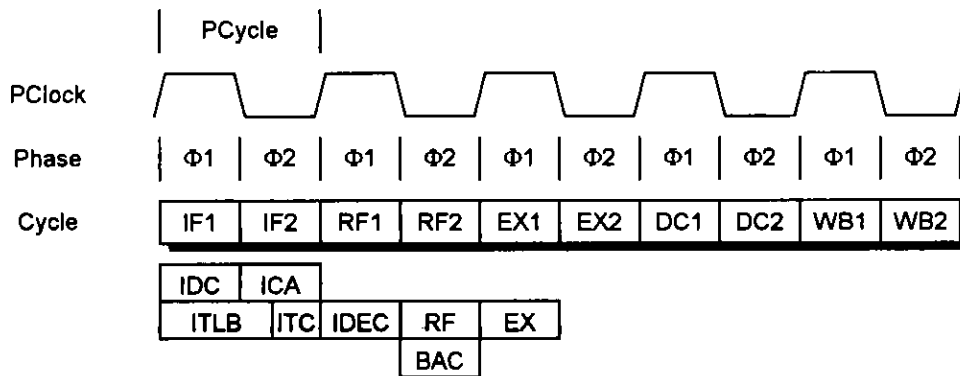 PCycle
PClock
Phase Φ1 Φ2 Φ1 Φ2 Φ1 Φ2 Φ1 Φ2 Φ1 Φ2
Cycle IF1 IF2 RF1 RF2 EX1 EX2 DC1 DC2 WB1 WB2
IDC ICA
ITLB ITC IDEC RF EX
BAC